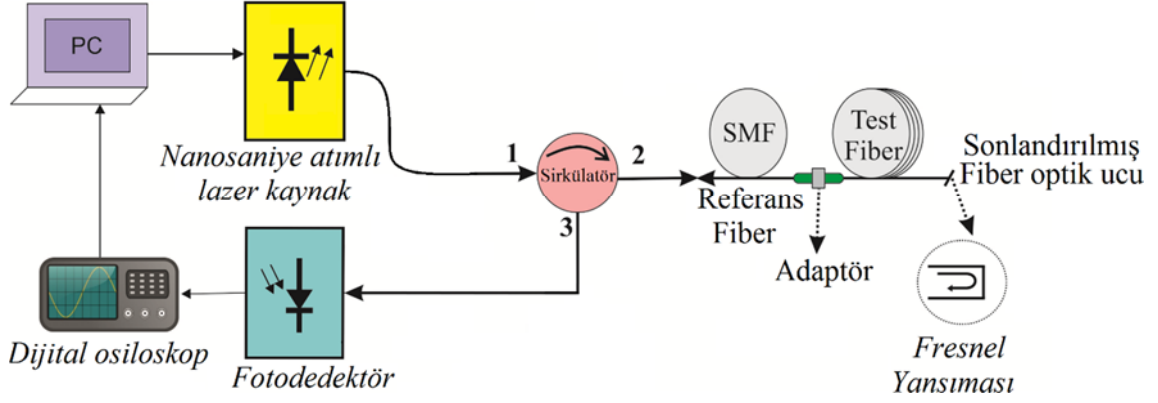 PC
Nanosaniye atımlı
lazer kaynak
1
Sirkülatör
2
3
SMF
Referans
Fiber
Adaptör
Test
Fiber
Sonlandırılmış
Fiber optik ucu
Fresnel
Yansıması
Dijital osiloskop
Fotodedektör